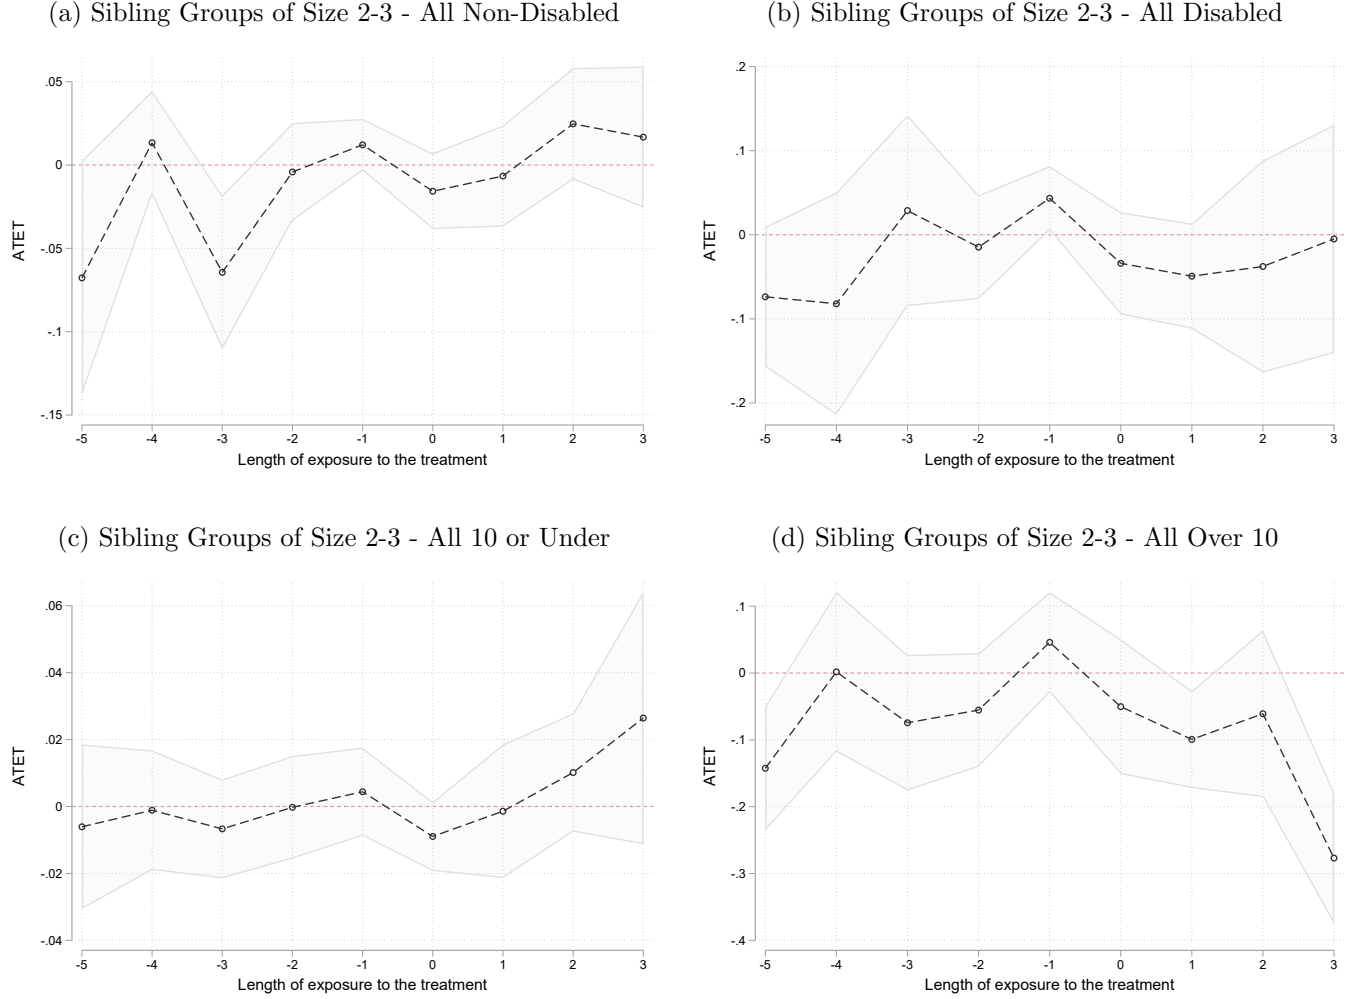 (a) Sibling Groups of Size 2-3 - All Non-Disabled
.05
0
-.05
-.1
-.15
ATET
-5 -4 -3 -2 -1 0 1 2 3
Length of exposure to the treatment
(b) Sibling Groups of Size 2-3 - All Disabled
.2
.1
0
-.1
-.2
ATET
-5 -4 -3 -2 -1 0 1 2 3
Length of exposure to the treatment
(c) Sibling Groups of Size 2-3 - All 10 or Under
.06
.04
.02
0
-.02
-.04
ATET
-5 -4 -3 -2 -1 0 1 2 3
Length of exposure to the treatment
(d) Sibling Groups of Size 2-3 - All Over 10
.1
0
-.1
-.2
-.3
-.4
ATET
-5 -4 -3 -2 -1 0 1 2 3
Length of exposure to the treatment